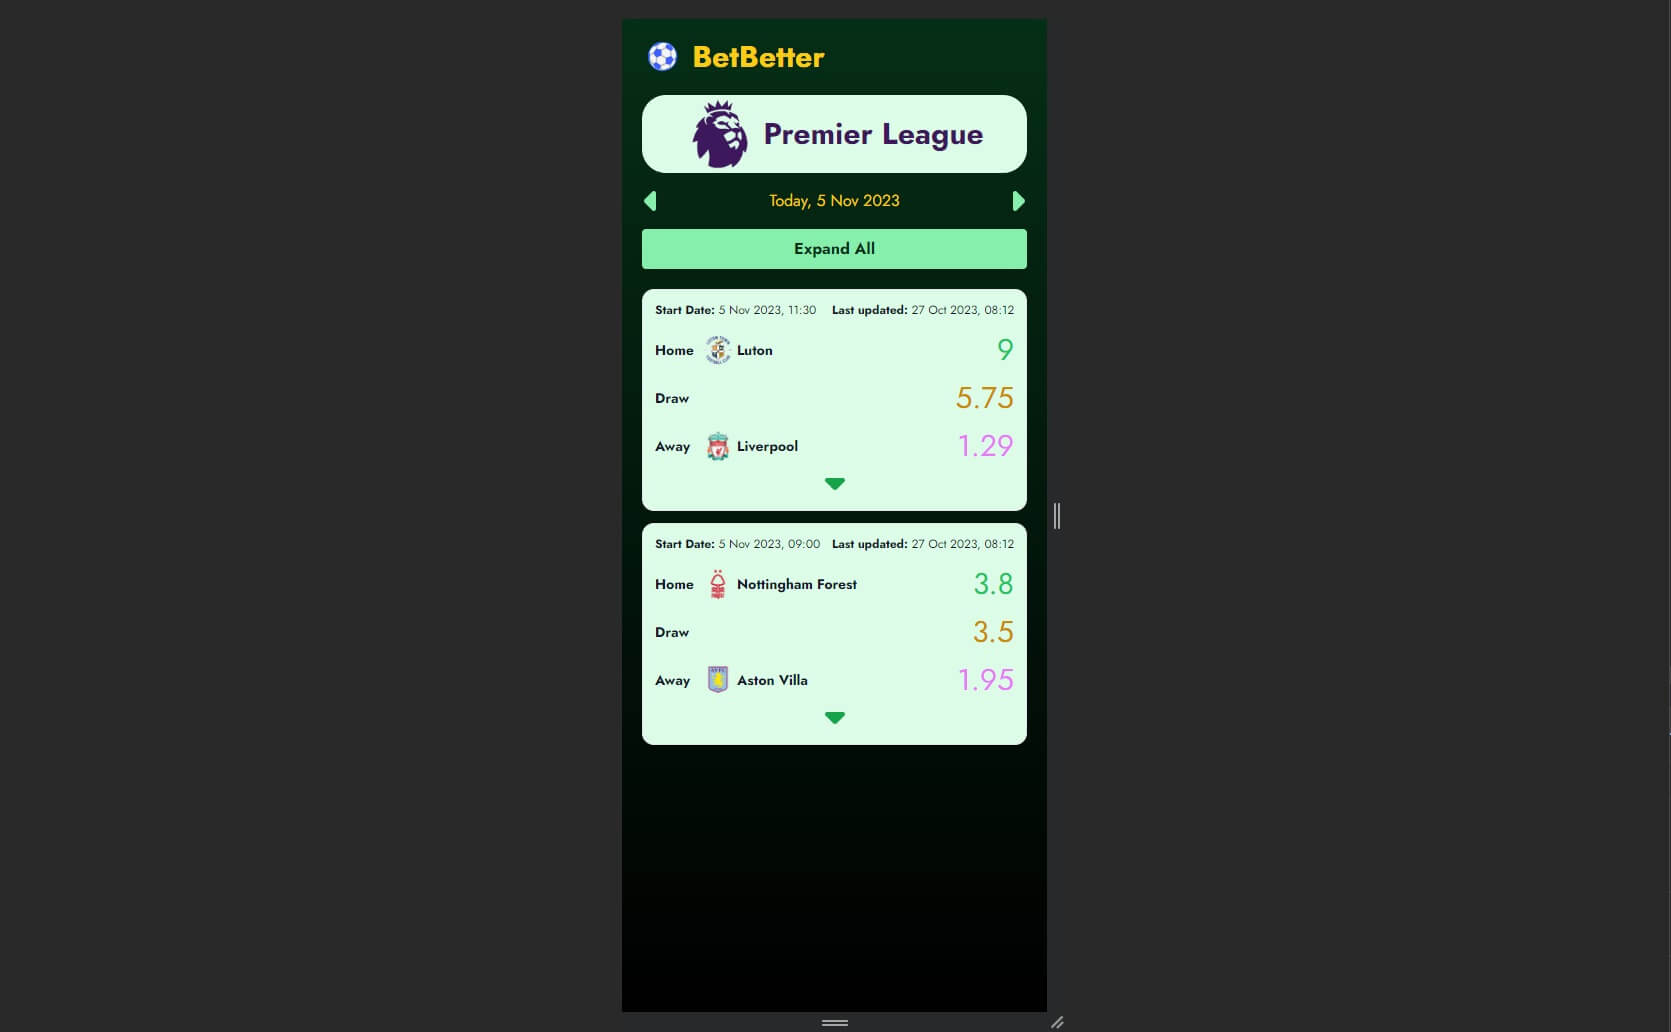 BetBetter
Premier League
Today, 5 Nov 2023
Expand All
Start Date: 5 Nov 2023, 11:30 Last updated: 27 Oct 2023, 08:12
Home Luton 9
Draw 5.75
Away Liverpool 1.29
Start Date: 5 Nov 2023, 09:00 Last updated: 27 Oct 2023, 08:12
Home Nottingham Forest 3.8
Draw 3.5
Away Aston Villa 1.95